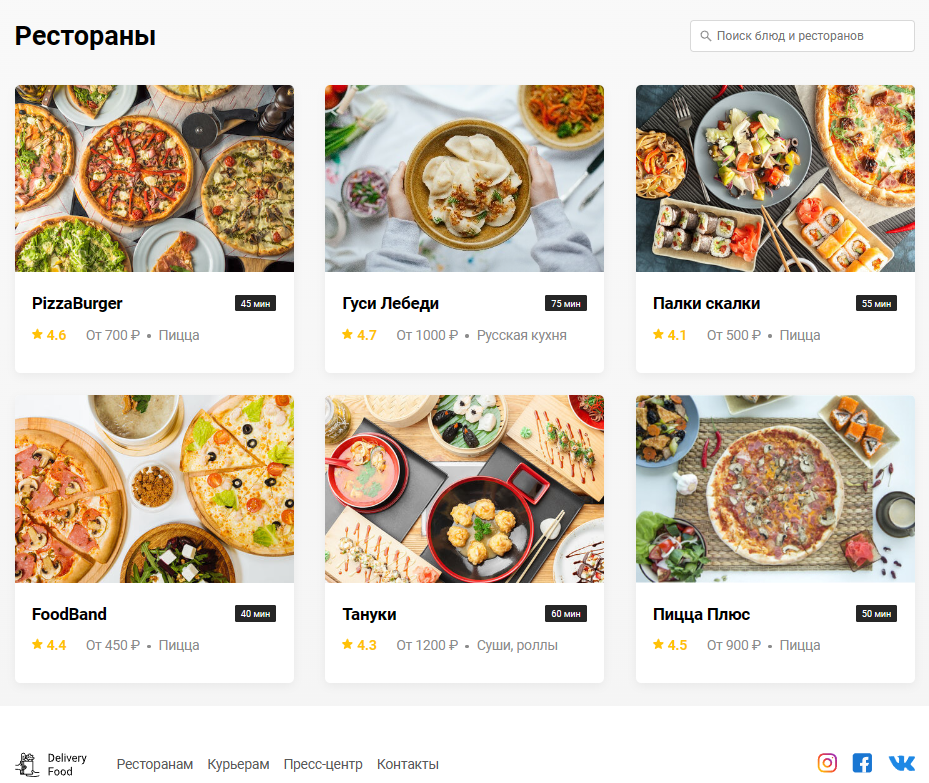 Рестораны
Поиск блюд и ресторанов
PizzaBurger 45 мин
4.6 От 700 ₽ • Пицца
Гуси Лебеди 75 мин
4.7 От 1000 ₽ • Русская кухня
Палки скалки 55 мин
4.1 От 500 ₽ • Пицца
FoodBand 40 мин
4.4 От 450 ₽ • Пицца
Тануки 60 мин
4.3 От 1200 ₽ • Суши, роллы
Пицца Плюс 50 мин
4.5 От 900 ₽ • Пицца
Delivery
Food
Ресторанам Курьерам Пресс-центр Контакты